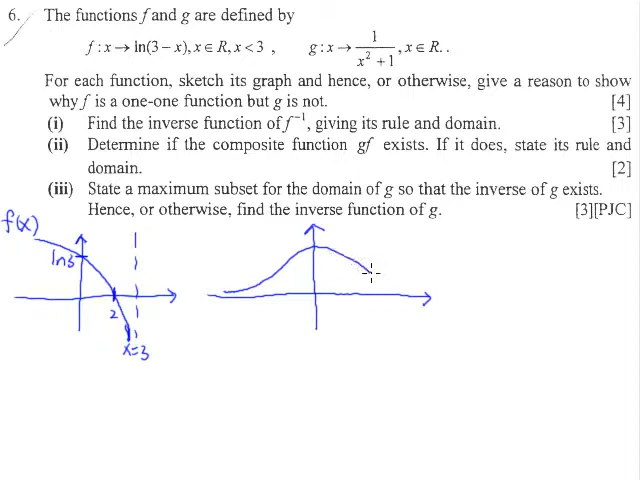 6. The functions f and g are defined by
f : x → ln(3 − x), x ∈ R, x < 3 , g : x → 1/(x² + 1), x ∈ R. .
For each function, sketch its graph and hence, or otherwise, give a reason to show
why f is a one-one function but g is not. [4]
(i) Find the inverse function of f⁻¹, giving its rule and domain. [3]
(ii) Determine if the composite function gf exists. If it does, state its rule and
domain. [2]
(iii) State a maximum subset for the domain of g so that the inverse of g exists.
Hence, or otherwise, find the inverse function of g. [3][PJC]
f(x)
ln3
2
x=3